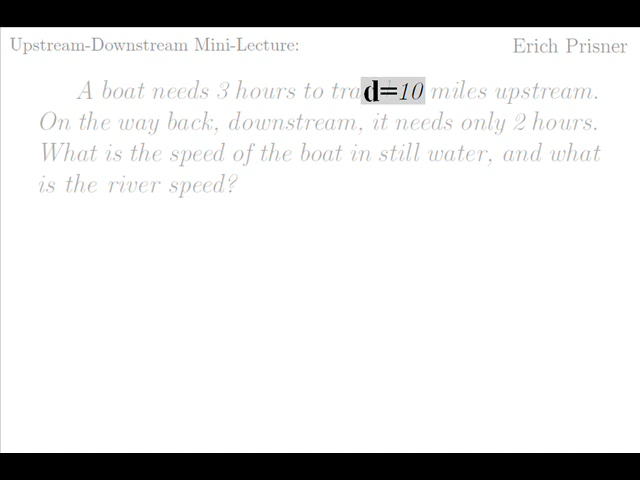 Upstream-Downstream Mini-Lecture: Erich Prisner
A boat needs 3 hours to d=10 miles upstream.
On the way back, downstream, it needs only 2 hours.
What is the speed of the boat in still water, and what
is the river speed?